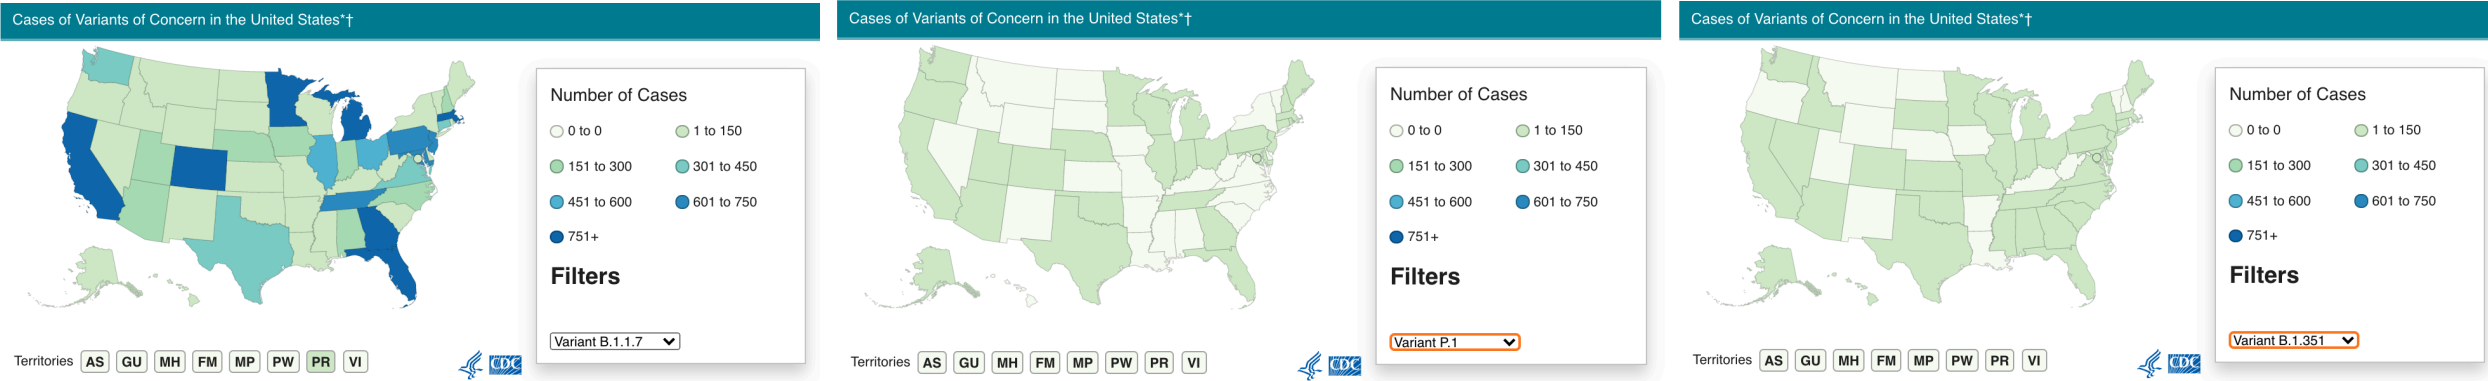 Cases of Variants of Concern in the United States*†
Number of Cases
0 to 0
1 to 150
151 to 300
301 to 450
451 to 600
601 to 750
751+
Filters
Variant B.1.1.7
Territories AS GU MH FM MP PW PR VI
CDC
Cases of Variants of Concern in the United States*†
Number of Cases
0 to 0
1 to 150
151 to 300
301 to 450
451 to 600
601 to 750
751+
Filters
Variant P.1
Territories AS GU MH FM MP PW PR VI
CDC
Cases of Variants of Concern in the United States*†
Number of Cases
0 to 0
1 to 150
151 to 300
301 to 450
451 to 600
601 to 750
751+
Filters
Variant B.1.351
Territories AS GU MH FM MP PW PR VI
CDC